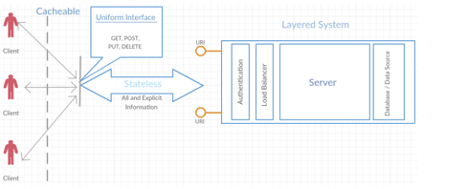 Cacheable
Uniform Interface
GET, POST,
PUT, DELETE
Client
Client
Client
Stateless
All and Explicit
Information
URI
URI
Layered System
Authentication
Load Balancer
Server
Database / Data Source